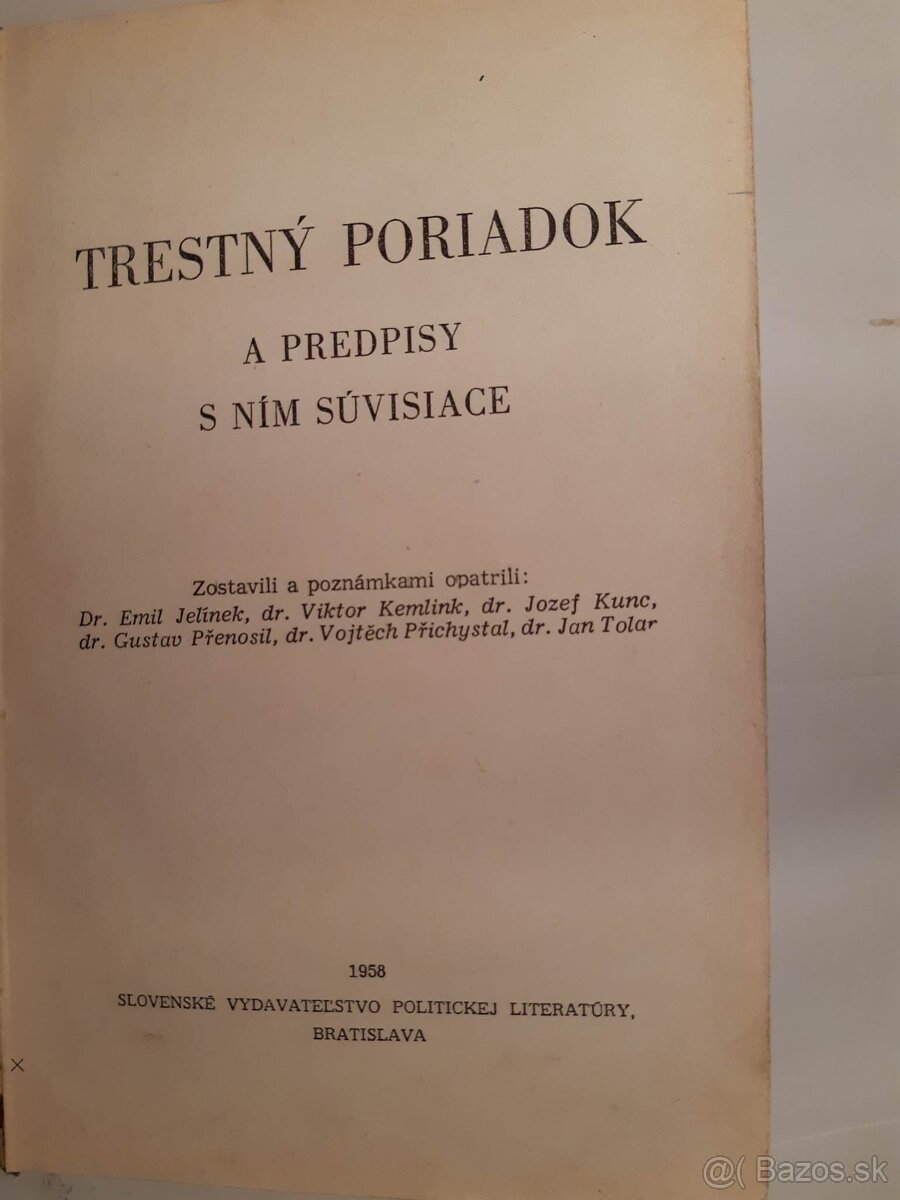 TRESTNÝ PORIADOK
A PREDPISY
S NÍM SÚVISIACE
Zostavili a poznámkami opatrili:
Dr. Emil Jelínek, dr. Viktor Kemlink, dr. Jozef Kunc,
dr. Gustav Přenosil, dr. Vojtěch Přichystal, dr. Jan Tolar
1958
SLOVENSKÉ VYDAVATEĽSTVO POLITICKEJ LITERATÚRY,
BRATISLAVA
@( Bazos.sk